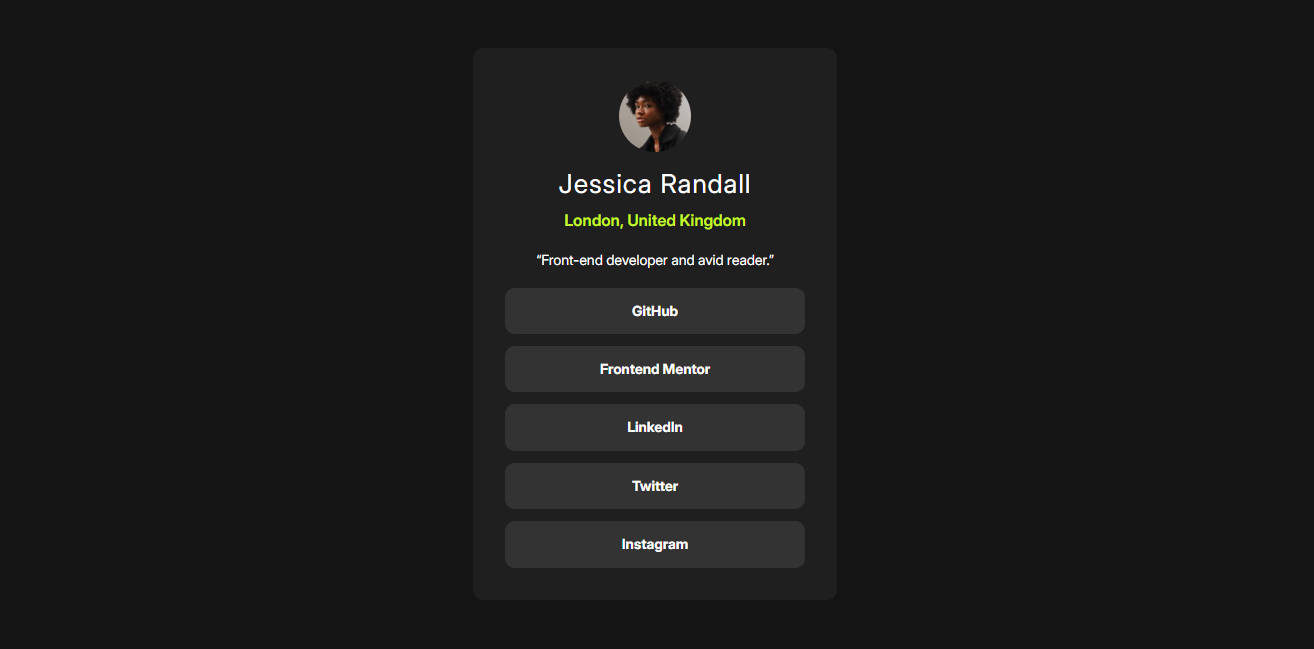 Jessica Randall
London, United Kingdom
“Front-end developer and avid reader.”
GitHub
Frontend Mentor
LinkedIn
Twitter
Instagram